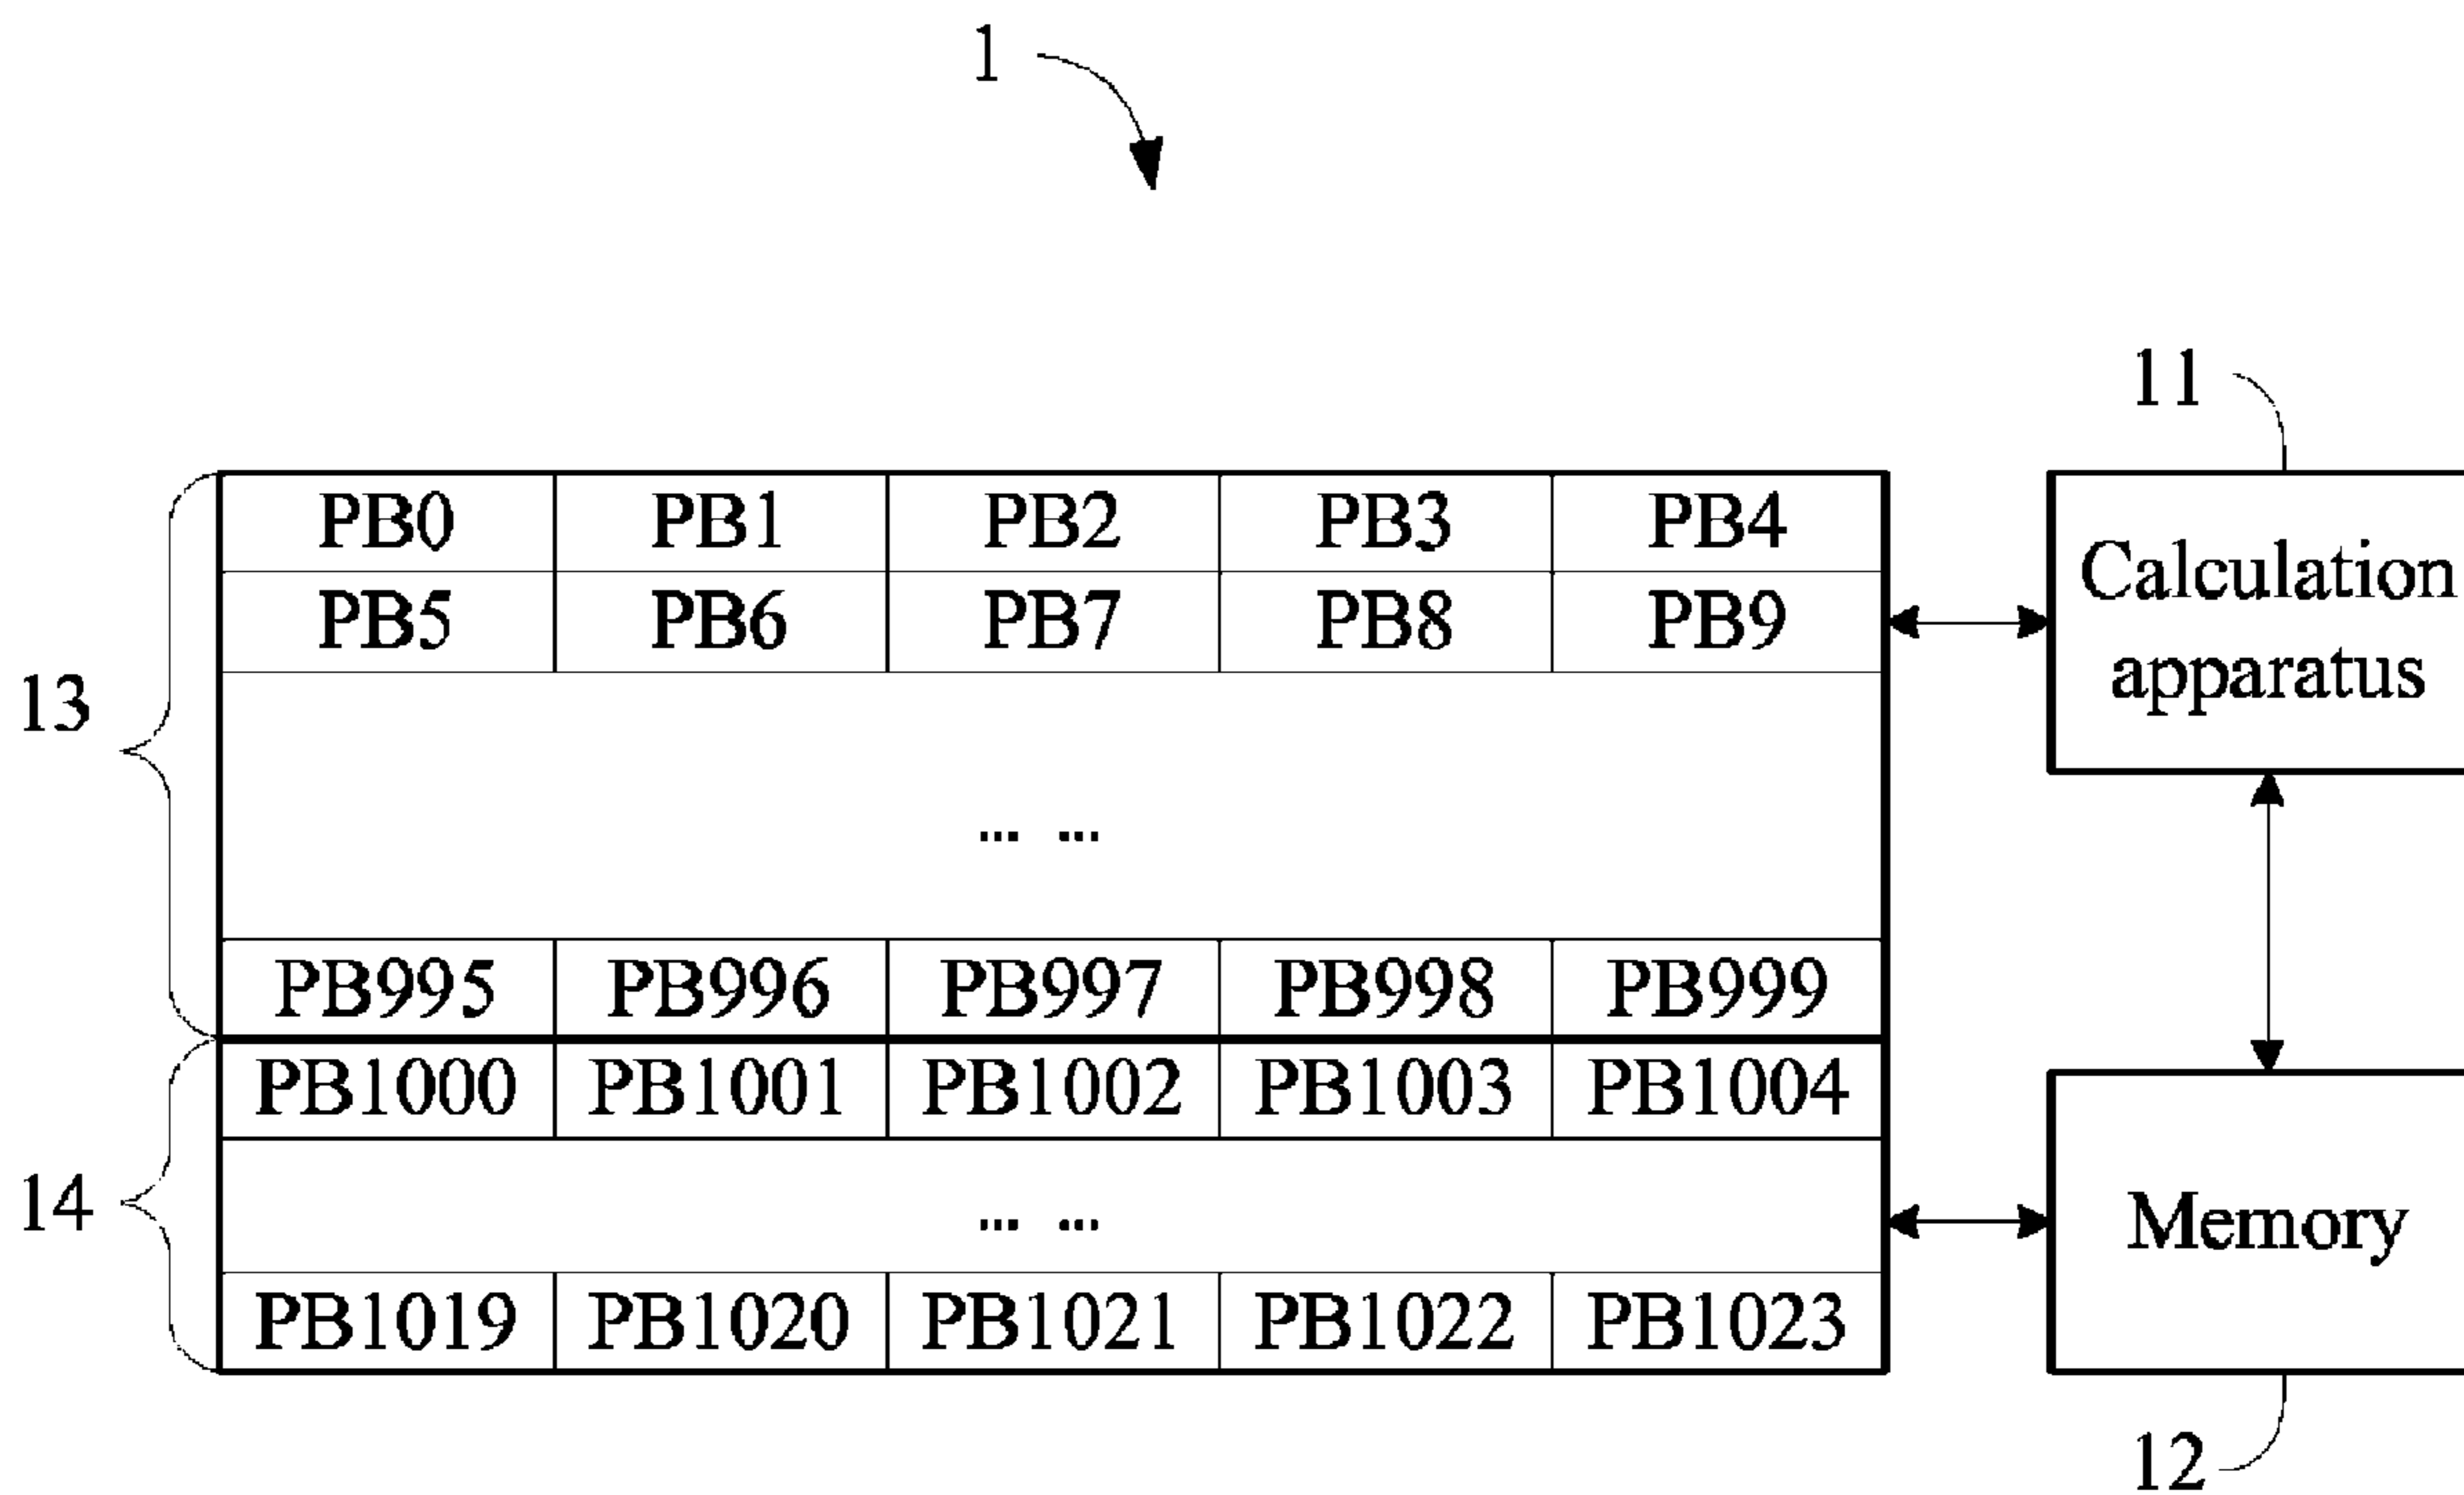 1
11
PB0 PB1 PB2 PB3 PB4
Calculation
PB5 PB6 PB7 PB8 PB9
apparatus
13
... ...
PB995 PB996 PB997 PB998 PB999
PB1000 PB1001 PB1002 PB1003 PB1004
14
... ...
Memory
PB1019 PB1020 PB1021 PB1022 PB1023
12